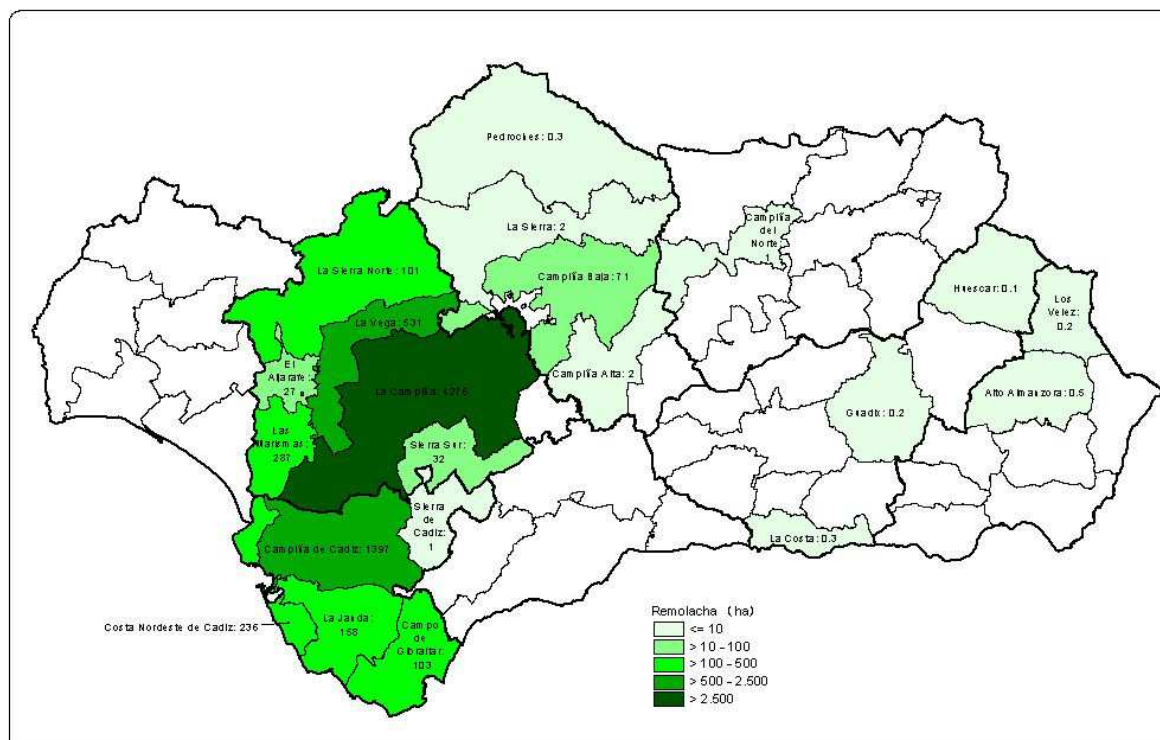 Pedroches: 0.3
La Sierra: 2
Campiña
del
Norte:
1
La Sierra Norte: 101
Campiña Baja: 71
Huescar: 0.1
Los
Velez:
0.2
La Vega: 531
El
Aljarafe:
27
La Campiña: 4276
Campiña Alta: 2
Alto Almanzora: 0.5
Guadix: 0.2
Las
Marismas:
287
Sierra Sur:
32
Sierra
de
Cadiz:
1
Campiña de Cadiz: 1397
La Costa: 0.3
Costa Nordeste de Cadiz: 236
La Janda:
158
Campo
de
Gibraltar:
103
Remolacha (ha)
<= 10
> 10 - 100
> 100 - 500
> 500 - 2.500
> 2.500